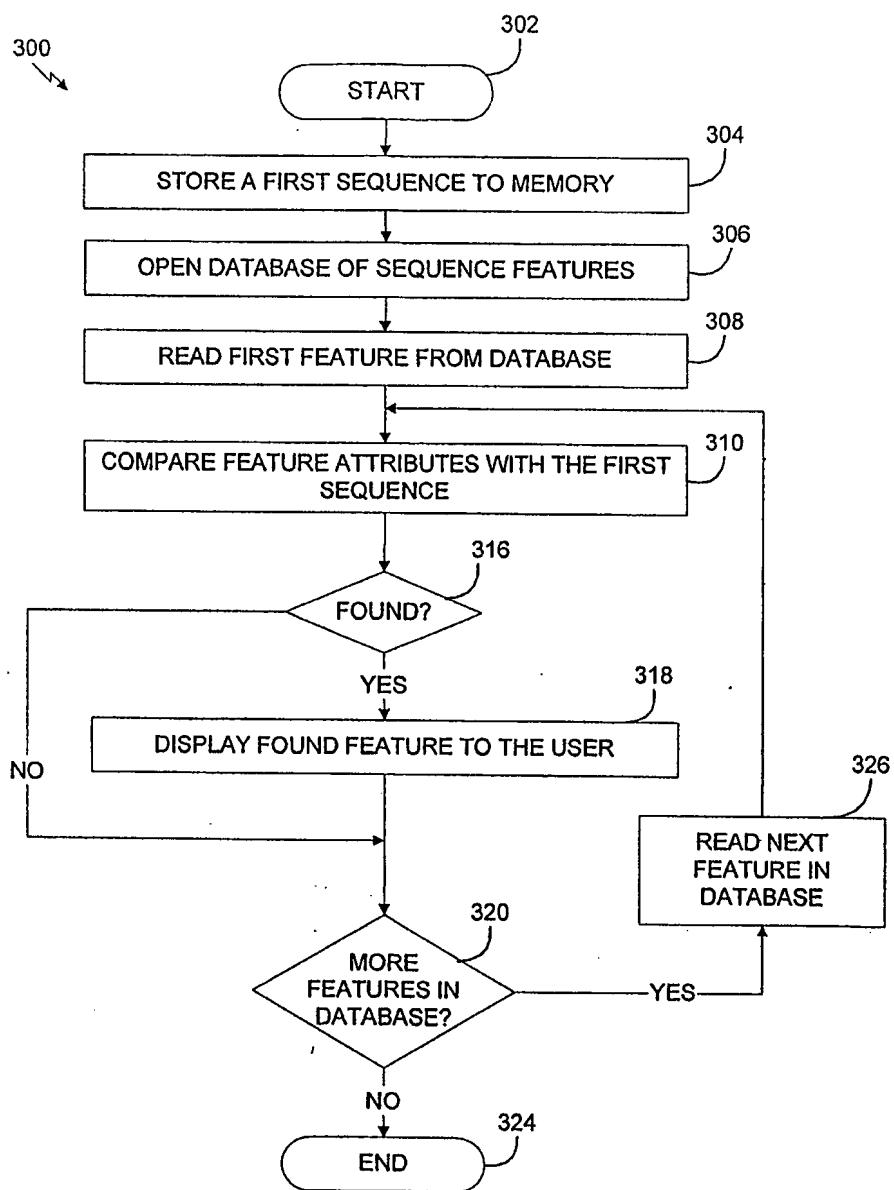 300
302
START
304
STORE A FIRST SEQUENCE TO MEMORY
306
OPEN DATABASE OF SEQUENCE FEATURES
308
READ FIRST FEATURE FROM DATABASE
310
COMPARE FEATURE ATTRIBUTES WITH THE FIRST
SEQUENCE
316
FOUND?
YES
318
DISPLAY FOUND FEATURE TO THE USER
NO
326
READ NEXT
FEATURE IN
DATABASE
320
MORE
FEATURES IN
DATABASE?
YES
NO
324
END